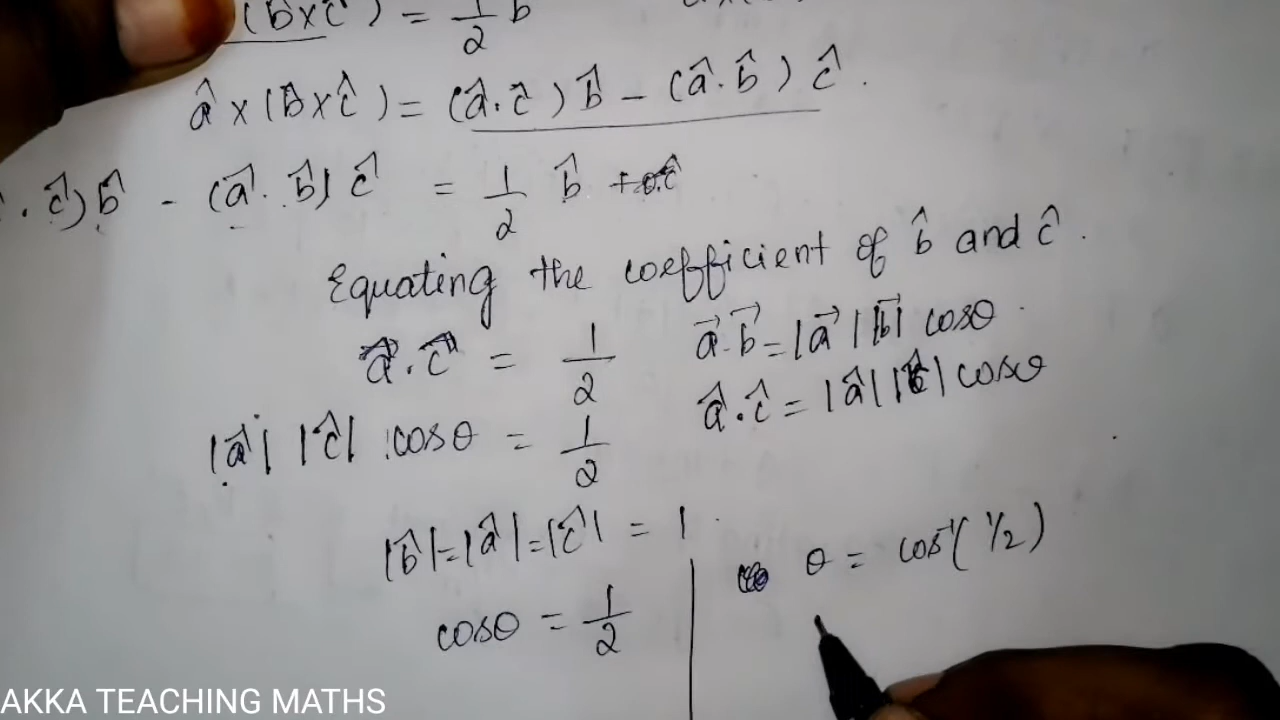 (b̂×ĉ) = 1/2 b
â×(b̂×ĉ) = (â.ĉ)b⃗ − (â.b̂)ĉ.
.c⃗)b⃗ − (a⃗.b⃗)c⃗ = 1/2 b⃗ + 0.ĉ
Equating the coefficient of b̂ and ĉ.
a⃗.c⃗ = 1/2
a⃗.b⃗ = |a⃗||b⃗| cosθ.
â.ĉ = |â||ĉ| cosθ
|a⃗| |ĉ| cosθ = 1/2
|b̂| = |â| = |c⃗| = 1.
θ = cos⁻¹(1/2)
cosθ = 1/2
AKKA TEACHING MATHS